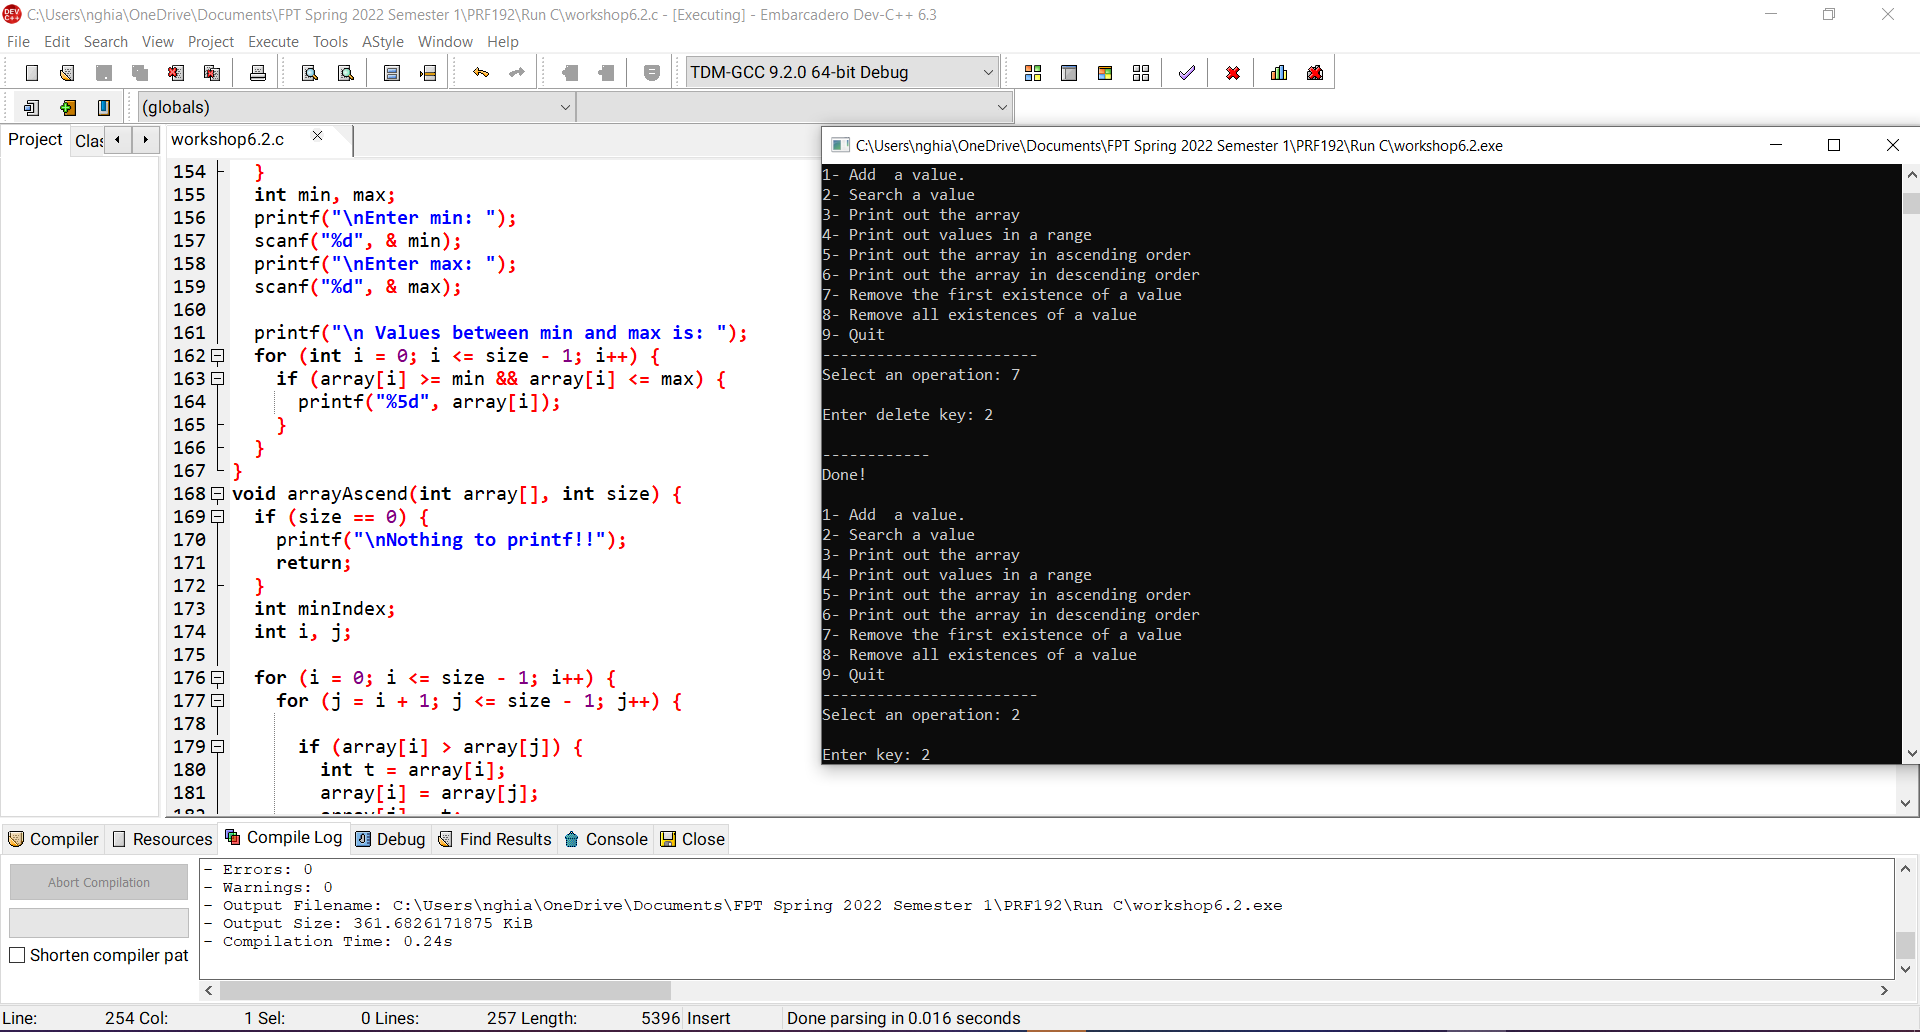 C:\Users\nghia\OneDrive\Documents\FPT Spring 2022 Semester 1\PRF192\Run C\workshop6.2.c - [Executing] - Embarcadero Dev-C++ 6.3
File Edit Search View Project Execute Tools AStyle Window Help
TDM-GCC 9.2.0 64-bit Debug
(globals)
Project Clas
workshop6.2.c
154 }
155 int min, max;
156 printf("\nEnter min: ");
157 scanf("%d", & min);
158 printf("\nEnter max: ");
159 scanf("%d", & max);
160
161 printf("\n Values between min and max is: ");
162 for (int i = 0; i <= size - 1; i++) {
163 if (array[i] >= min && array[i] <= max) {
164 printf("%5d", array[i]);
165 }
166 }
167 }
168 void arrayAscend(int array[], int size) {
169 if (size == 0) {
170 printf("\nNothing to printf!!");
171 return;
172 }
173 int minIndex;
174 int i, j;
175
176 for (i = 0; i <= size - 1; i++) {
177 for (j = i + 1; j <= size - 1; j++) {
178
179 if (array[i] > array[j]) {
180 int t = array[i];
181 array[i] = array[j];
C:\Users\nghia\OneDrive\Documents\FPT Spring 2022 Semester 1\PRF192\Run C\workshop6.2.exe
1- Add  a value.
2- Search a value
3- Print out the array
4- Print out values in a range
5- Print out the array in ascending order
6- Print out the array in descending order
7- Remove the first existence of a value
8- Remove all existences of a value
9- Quit
------------------------
Select an operation: 7
Enter delete key: 2
------------
Done!
1- Add  a value.
2- Search a value
3- Print out the array
4- Print out values in a range
5- Print out the array in ascending order
6- Print out the array in descending order
7- Remove the first existence of a value
8- Remove all existences of a value
9- Quit
------------------------
Select an operation: 2
Enter key: 2
Compiler Resources Compile Log Debug Find Results Console Close
Abort Compilation
Shorten compiler pat
- Errors: 0
- Warnings: 0
- Output Filename: C:\Users\nghia\OneDrive\Documents\FPT Spring 2022 Semester 1\PRF192\Run C\workshop6.2.exe
- Output Size: 361.6826171875 KiB
- Compilation Time: 0.24s
Line: 254 Col: 1 Sel: 0 Lines: 257 Length: 5396 Insert Done parsing in 0.016 seconds